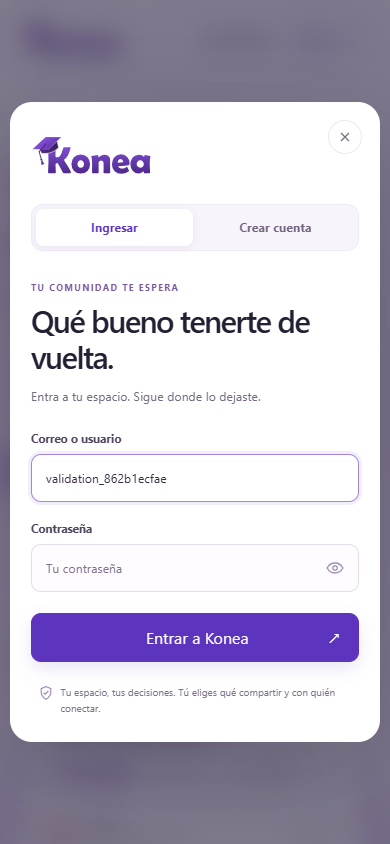 Konea
Ingresar
Crear cuenta
TU COMUNIDAD TE ESPERA
Qué bueno tenerte de
vuelta.
Entra a tu espacio. Sigue donde lo dejaste.
Correo o usuario
validation_862b1ecfae
Contraseña
Tu contraseña
Entrar a Konea ↗
Tu espacio, tus decisiones. Tú eliges qué compartir y con quién
conectar.